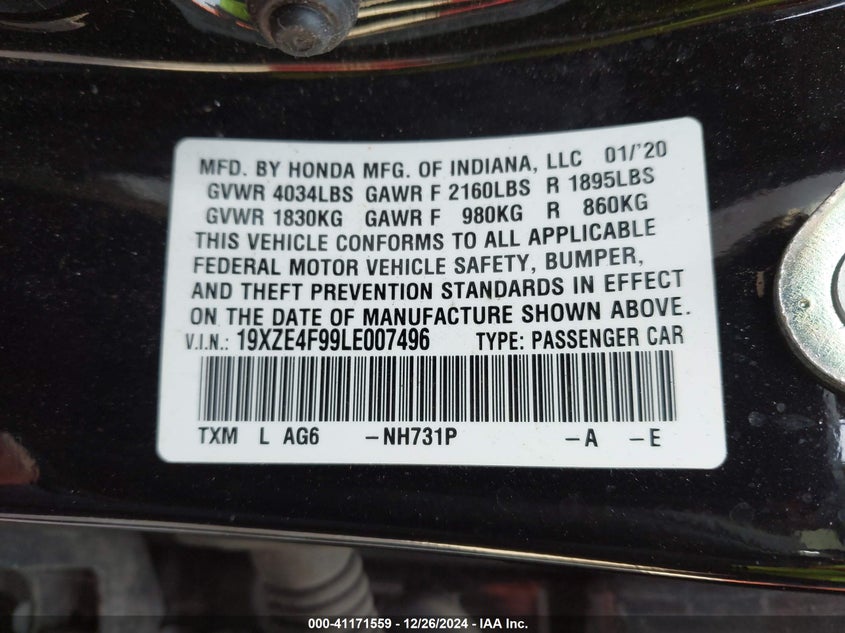 MFD. BY HONDA MFG. OF INDIANA, LLC 01/'20
GVWR 4034LBS GAWR F 2160LBS R 1895LBS
GVWR 1830KG GAWR F 980KG R 860KG
THIS VEHICLE CONFORMS TO ALL APPLICABLE
FEDERAL MOTOR VEHICLE SAFETY, BUMPER,
AND THEFT PREVENTION STANDARDS IN EFFECT
ON THE DATE OF MANUFACTURE SHOWN ABOVE.
V.I.N.: 19XZE4F99LE007496 TYPE: PASSENGER CAR
TXM L AG6 -NH731P -A -E
000-41171559 - 12/26/2024 - IAA Inc.